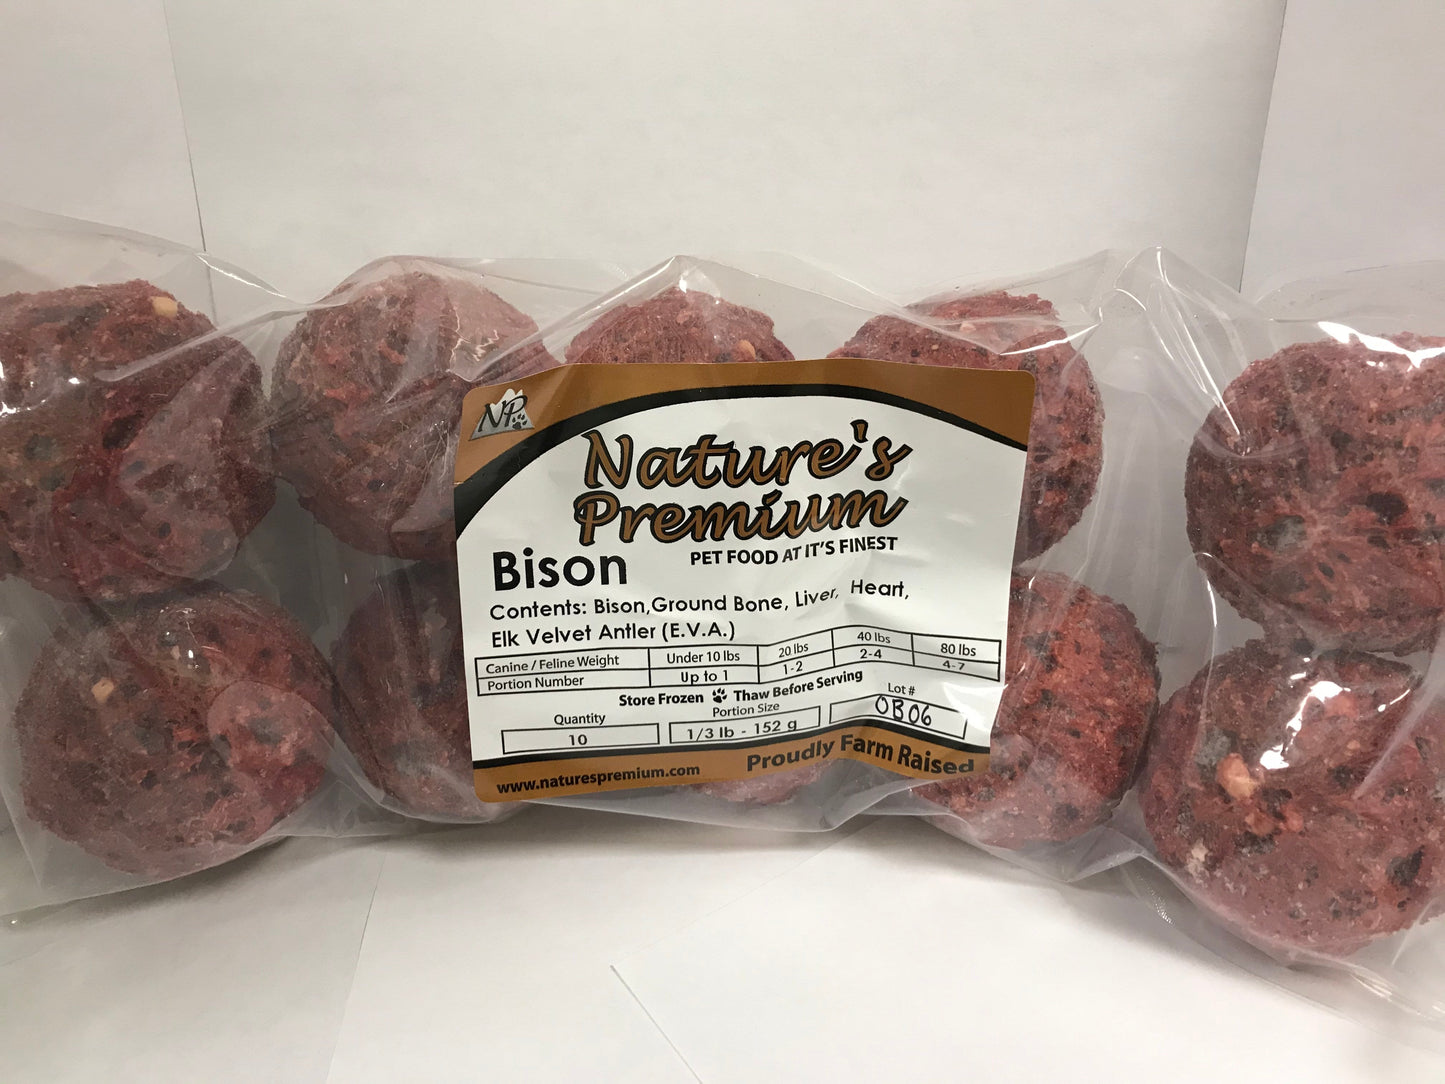 NP
Nature's
Premium
PET FOOD AT IT'S FINEST
Bison
Contents: Bison,Ground Bone, Liver, Heart,
Elk Velvet Antler (E.V.A.)
Canine / Feline Weight Under 10 lbs 20 lbs 40 lbs 80 lbs
Portion Number Up to 1 1-2 2-4 4-7
Store Frozen Thaw Before Serving
Quantity Portion Size Lot #
10 1/3 lb - 152 g OB06
www.naturespremium.com Proudly Farm Raised